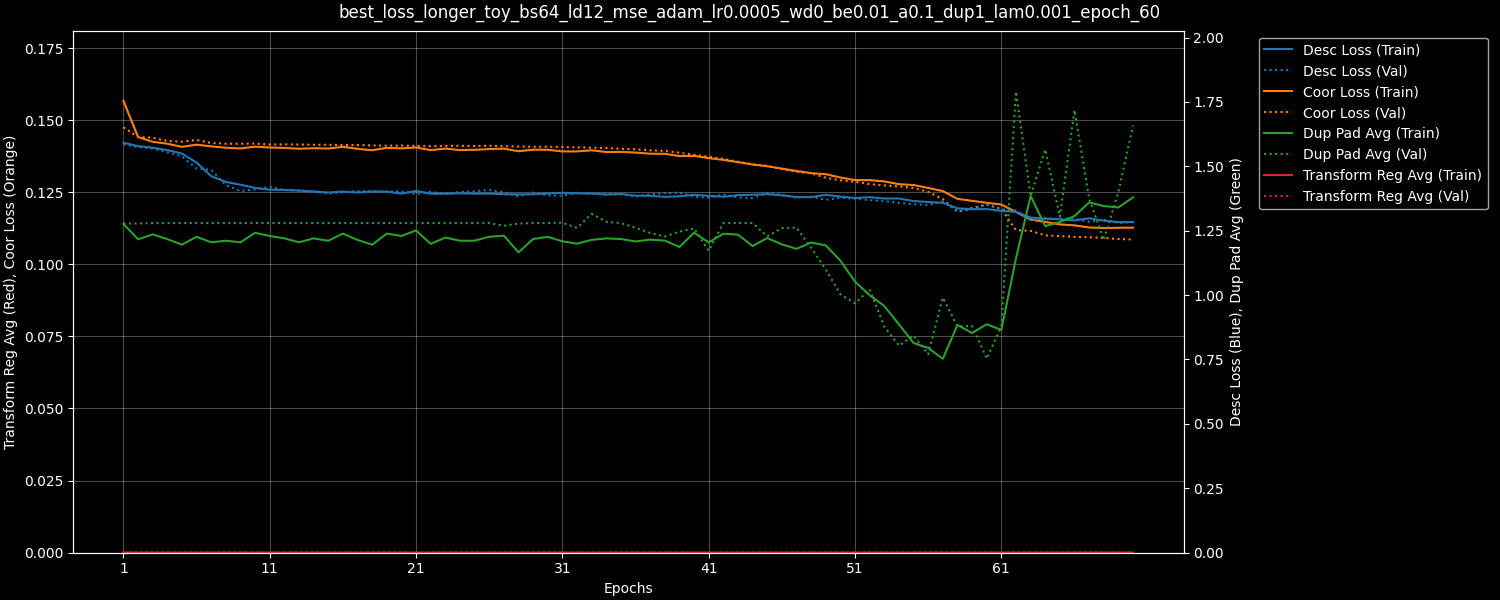 best_loss_longer_toy_bs64_ld12_mse_adam_lr0.0005_wd0_be0.01_a0.1_dup1_lam0.001_epoch_60
Transform Reg Avg (Red), Coor Loss (Orange)
0.175
0.150
0.125
0.100
0.075
0.050
0.025
0.000
1
11
21
31
41
51
61
Epochs
2.00
1.75
1.50
1.25
1.00
0.75
0.50
0.25
0.00
Desc Loss (Blue), Dup Pad Avg (Green)
Desc Loss (Train)
Desc Loss (Val)
Coor Loss (Train)
Coor Loss (Val)
Dup Pad Avg (Train)
Dup Pad Avg (Val)
Transform Reg Avg (Train)
Transform Reg Avg (Val)